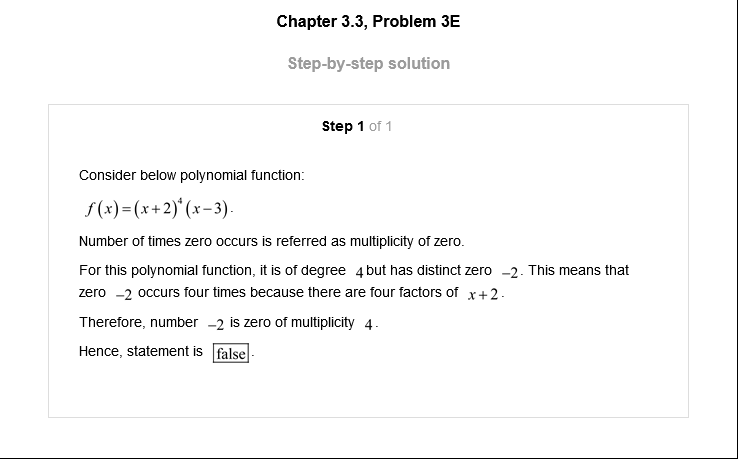 Chapter 3.3, Problem 3E
Step-by-step solution
Step 1 of 1
Consider below polynomial function:
f(x)=(x+2)⁴(x−3).
Number of times zero occurs is referred as multiplicity of zero.
For this polynomial function, it is of degree 4 but has distinct zero −2. This means that
zero −2 occurs four times because there are four factors of x+2.
Therefore, number −2 is zero of multiplicity 4.
Hence, statement is false.